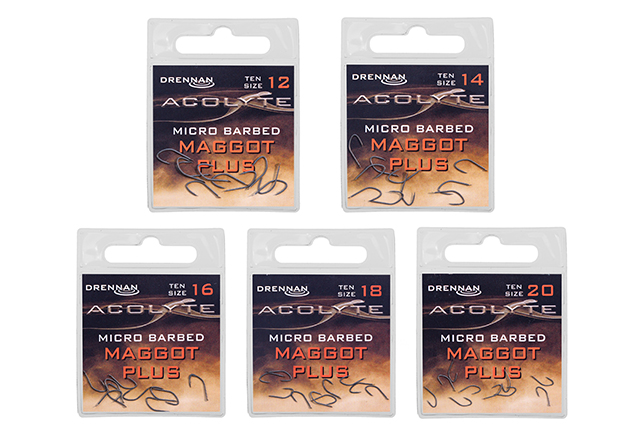 DRENNAN TEN SIZE 12
ACOLYTE
MICRO BARBED
MAGGOT
PLUS
DRENNAN TEN SIZE 14
ACOLYTE
MICRO BARBED
MAGGOT
PLUS
DRENNAN TEN SIZE 16
ACOLYTE
MICRO BARBED
MAGGOT
PLUS
DRENNAN TEN SIZE 18
ACOLYTE
MICRO BARBED
MAGGOT
PLUS
DRENNAN TEN SIZE 20
ACOLYTE
MICRO BARBED
MAGGOT
PLUS